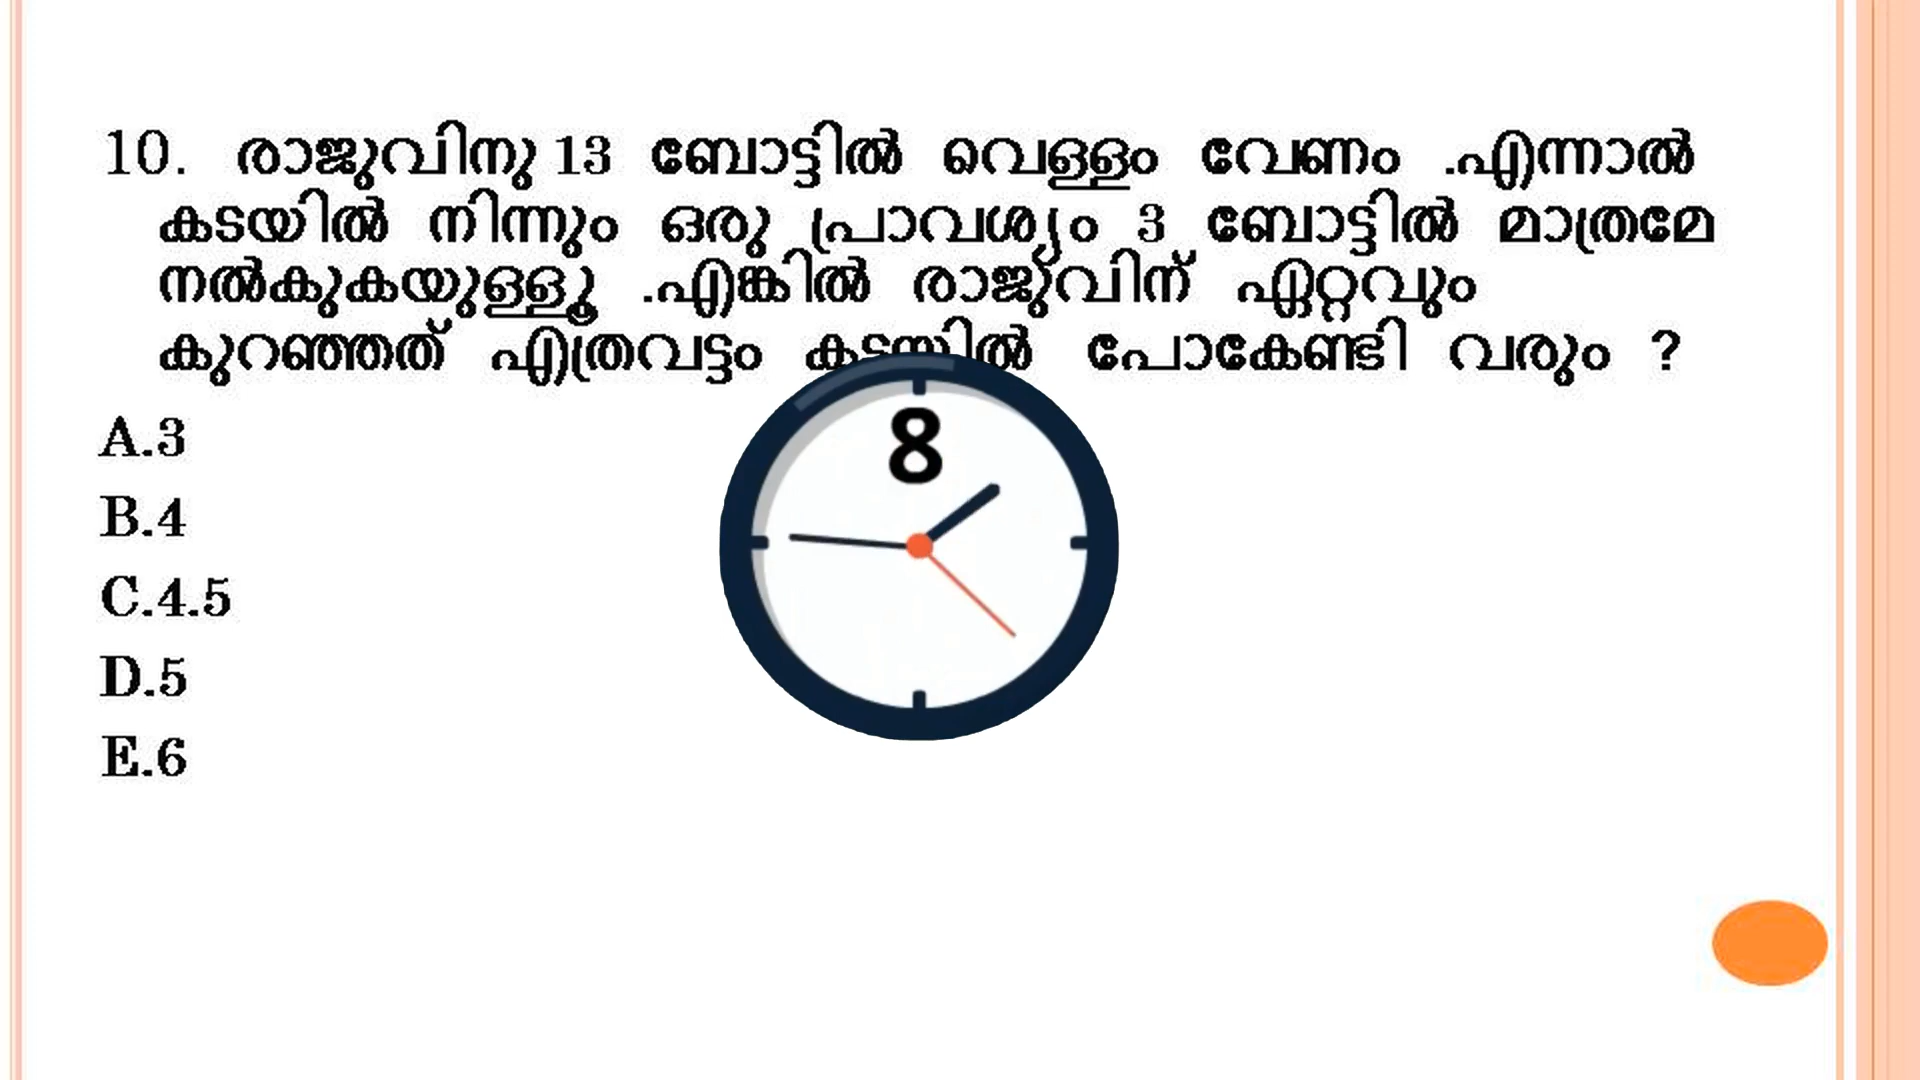 10. രാജുവിനു 13 ബോട്ടിൽ വെള്ളം വേണം .എന്നാൽ
കടയിൽ നിന്നും ഒരു പ്രാവശ്യം 3 ബോട്ടിൽ മാത്രമേ
നൽകുകയുള്ളൂ .എങ്കിൽ രാജുവിന് ഏറ്റവും
കുറഞ്ഞത് എത്രവട്ടം കടയിൽ പോകേണ്ടി വരും ?
A.3
B.4
C.4.5
D.5
E.6
8